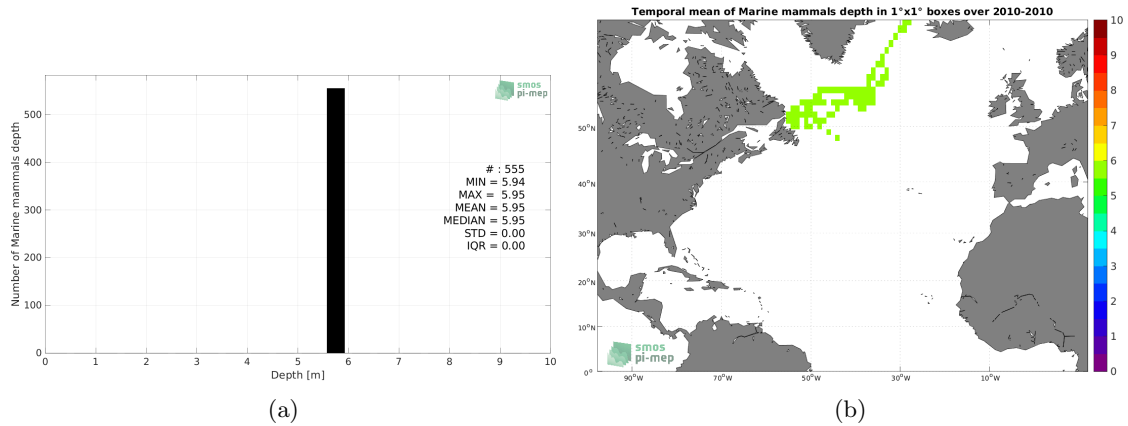 smos
pi-mep
500
400
300
200
100
0
Number of Marine mammals depth
# : 555
MIN = 5.94
MAX = 5.95
MEAN = 5.95
MEDIAN = 5.95
STD = 0.00
IQR = 0.00
0 1 2 3 4 5 6 7 8 9 10
Depth [m]
(a)
Temporal mean of Marine mammals depth in 1°x1° boxes over 2010-2010
50°N
40°N
30°N
20°N
10°N
0°
90°W 70°W 50°W 30°W 10°W
smos
pi-mep
10
9
8
7
6
5
4
3
2
1
0
(b)